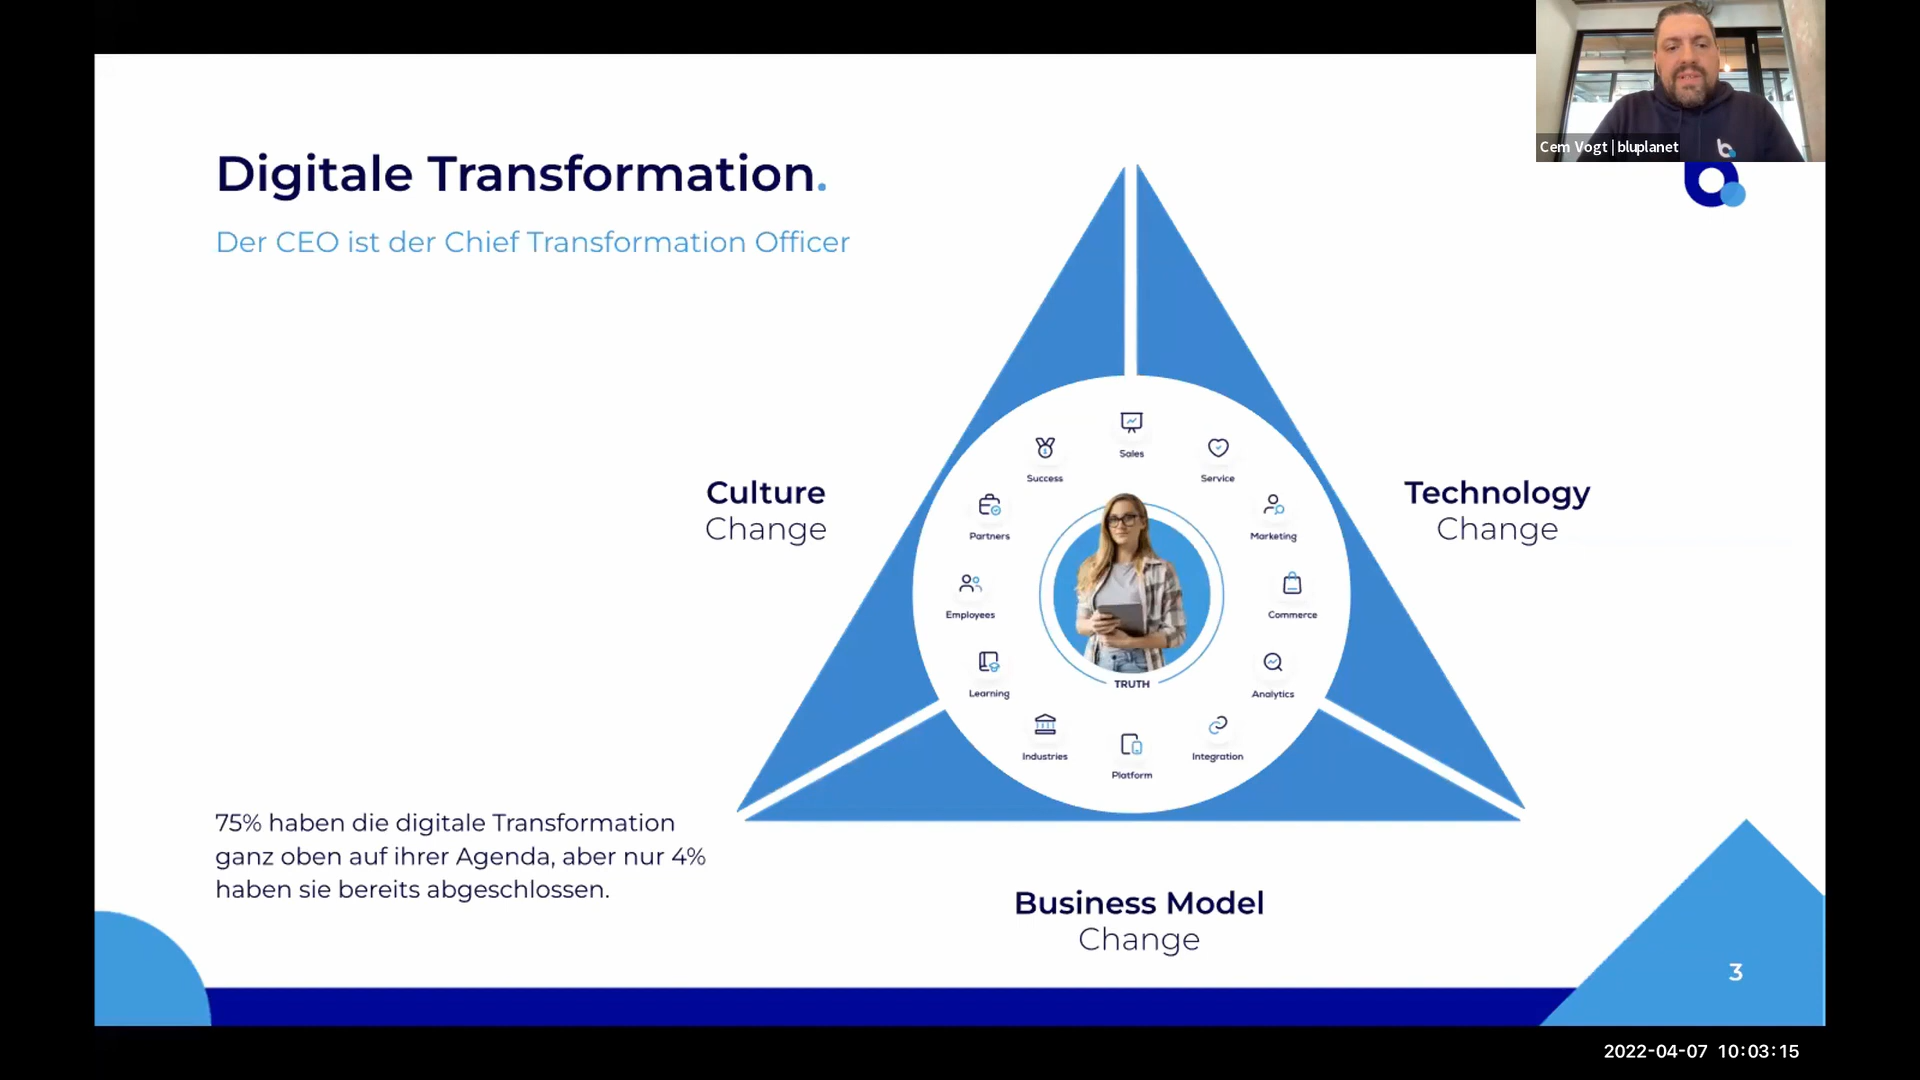 Cem Vogt | bluplanet
Digitale Transformation.
Der CEO ist der Chief Transformation Officer
Culture
Change
Technology
Change
Sales
Success
Service
Partners
Marketing
Employees
Commerce
TRUTH
Learning
Analytics
Industries
Integration
Platform
75% haben die digitale Transformation
ganz oben auf ihrer Agenda, aber nur 4%
haben sie bereits abgeschlossen.
Business Model
Change
3
2022-04-07 10:03:15